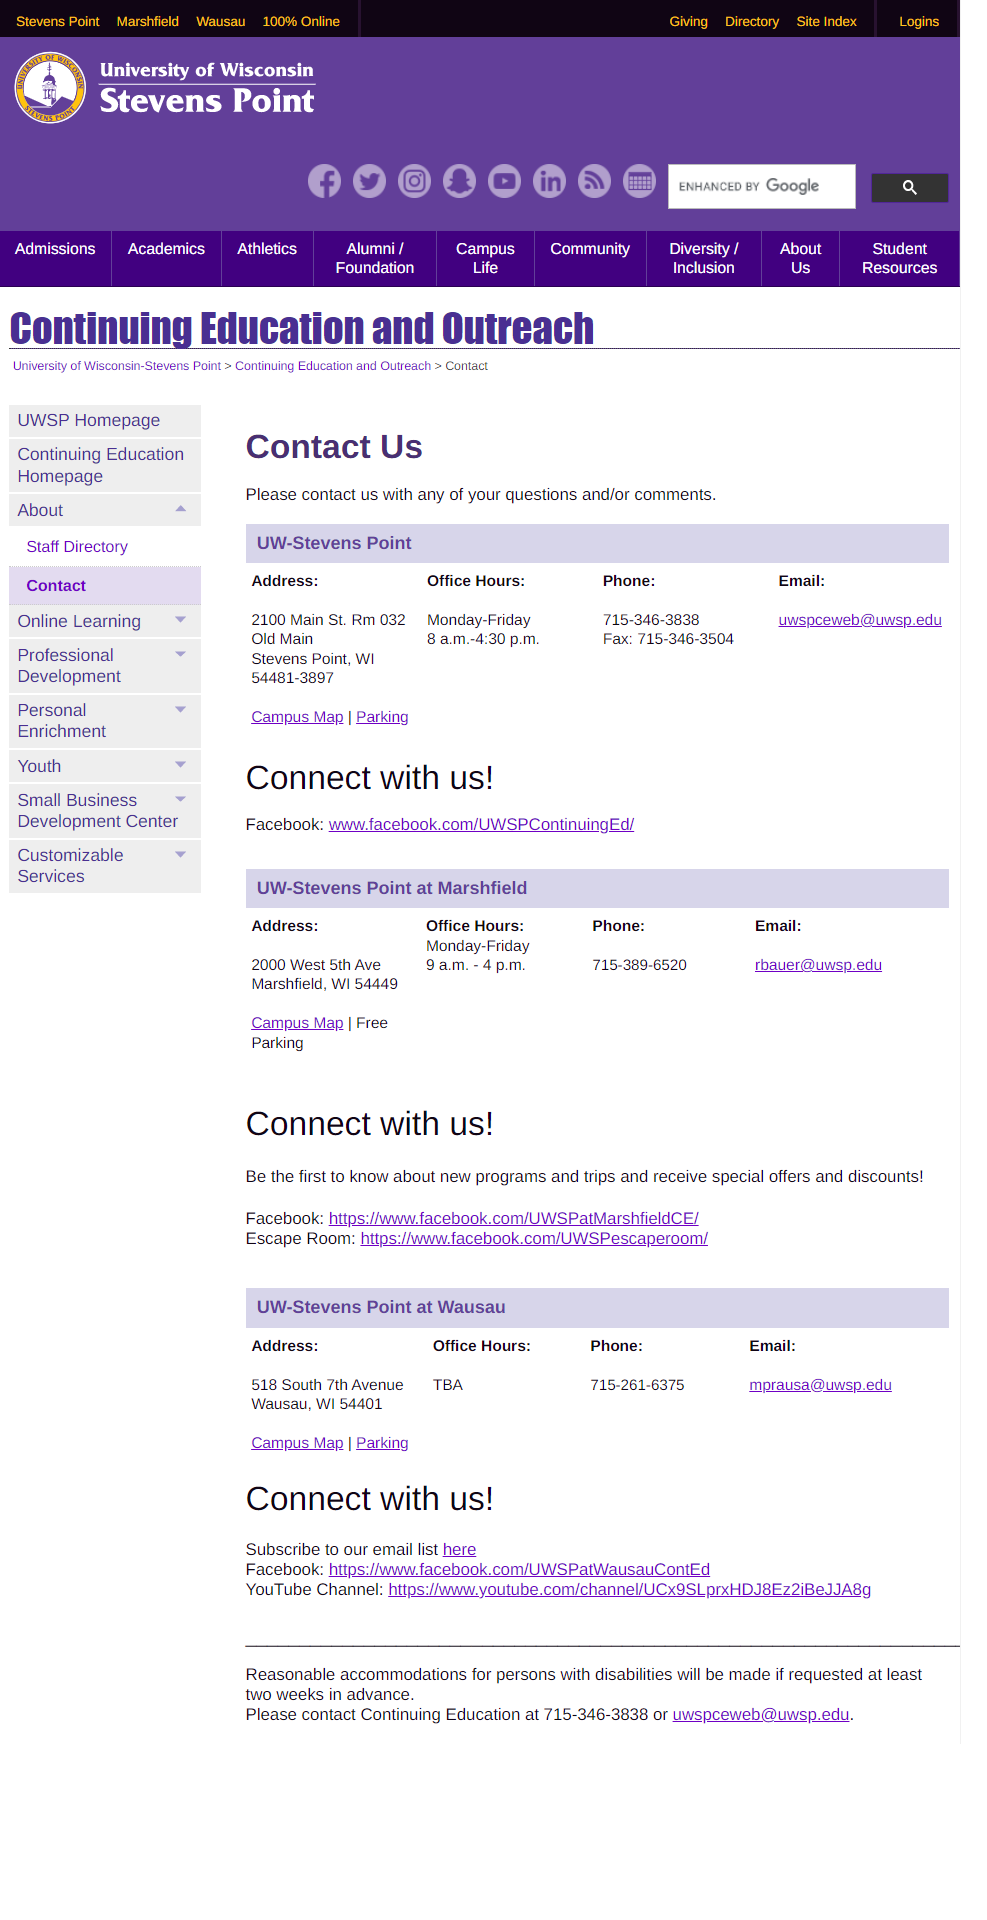 Stevens Point Marshfield Wausau 100% Online Giving Directory Site Index Logins
UNIVERSITY OF WISCONSIN
STEVENS POINT
University of Wisconsin
Stevens Point
ENHANCED BY Google
Admissions Academics Athletics Alumni / Foundation Campus Life Community Diversity / Inclusion About Us Student Resources
Continuing Education and Outreach
University of Wisconsin-Stevens Point > Continuing Education and Outreach > Contact
UWSP Homepage
Continuing Education
Homepage
About
Staff Directory
Contact
Online Learning
Professional
Development
Personal
Enrichment
Youth
Small Business
Development Center
Customizable
Services
Contact Us
Please contact us with any of your questions and/or comments.
UW-Stevens Point
Address: Office Hours: Phone: Email:
2100 Main St. Rm 032 Monday-Friday 715-346-3838 uwspceweb@uwsp.edu
Old Main 8 a.m.-4:30 p.m. Fax: 715-346-3504
Stevens Point, WI
54481-3897
Campus Map | Parking
Connect with us!
Facebook: www.facebook.com/UWSPContinuingEd/
UW-Stevens Point at Marshfield
Address: Office Hours: Phone: Email:
Monday-Friday
2000 West 5th Ave 9 a.m. - 4 p.m. 715-389-6520 rbauer@uwsp.edu
Marshfield, WI 54449
Campus Map | Free
Parking
Connect with us!
Be the first to know about new programs and trips and receive special offers and discounts!
Facebook: https://www.facebook.com/UWSPatMarshfieldCE/
Escape Room: https://www.facebook.com/UWSPescaperoom/
UW-Stevens Point at Wausau
Address: Office Hours: Phone: Email:
518 South 7th Avenue TBA 715-261-6375 mprausa@uwsp.edu
Wausau, WI 54401
Campus Map | Parking
Connect with us!
Subscribe to our email list here
Facebook: https://www.facebook.com/UWSPatWausauContEd
YouTube Channel: https://www.youtube.com/channel/UCx9SLprxHDJ8Ez2iBeJJA8g
Reasonable accommodations for persons with disabilities will be made if requested at least
two weeks in advance.
Please contact Continuing Education at 715-346-3838 or uwspceweb@uwsp.edu.